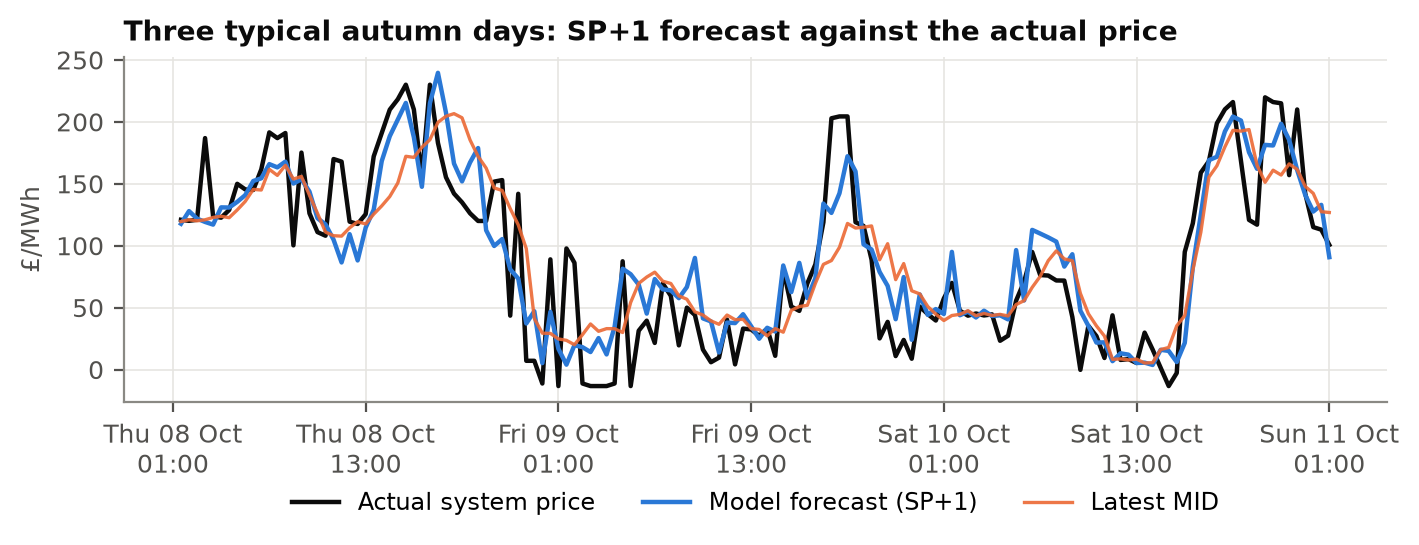 Three typical autumn days: SP+1 forecast against the actual price
£/MWh
250
200
150
100
50
0
Thu 08 Oct 01:00
Thu 08 Oct 13:00
Fri 09 Oct 01:00
Fri 09 Oct 13:00
Sat 10 Oct 01:00
Sat 10 Oct 13:00
Sun 11 Oct 01:00
Actual system price
Model forecast (SP+1)
Latest MID